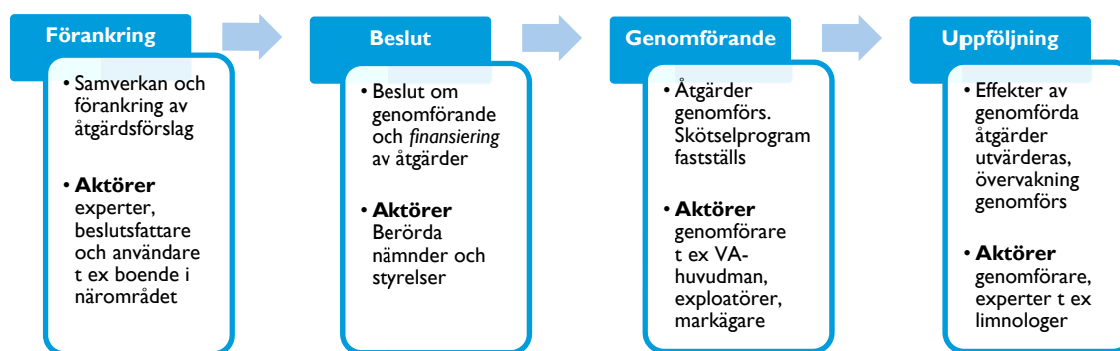 Förankring
• Samverkan och
förankring av
åtgärdsförslag
• Aktörer
experter,
beslutsfattare
och användare
t ex boende i
närområdet
Beslut
• Beslut om
genomförande
och finansiering
av åtgärder
• Aktörer
Berörda
nämnder och
styrelser
Genomförande
• Åtgärder
genomförs.
Skötselprogram
fastställs
• Aktörer
genomförare
t ex VA-
huvudman,
exploatörer,
markägare
Uppföljning
• Effekter av
genomförda
åtgärder
utvärderas,
övervakning
genomförs
• Aktörer
genomförare,
experter t ex
limnologer